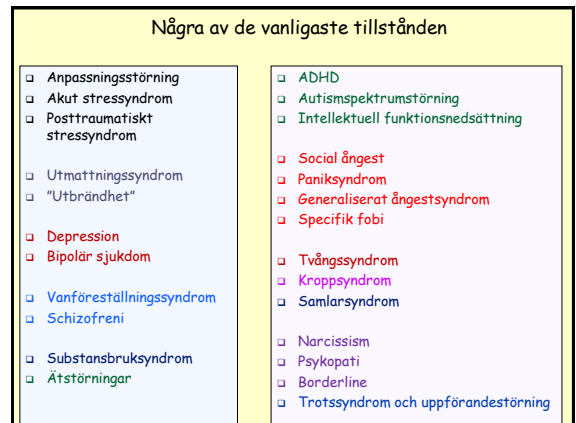 Några av de vanligaste tillstånden
Anpassningsstörning
Akut stressyndrom
Posttraumatiskt
stressyndrom
Utmattningssyndrom
”Utbrändhet”
Depression
Bipolär sjukdom
Vanföreställningssyndrom
Schizofreni
Substansbruksyndrom
Ätstörningar
ADHD
Autismspektrumstörning
Intellektuell funktionsnedsättning
Social ångest
Paniksyndrom
Generaliserat ångestsyndrom
Specifik fobi
Tvångssyndrom
Kroppsyndrom
Samlarsyndrom
Narcissism
Psykopati
Borderline
Trotssyndrom och uppförandestörning